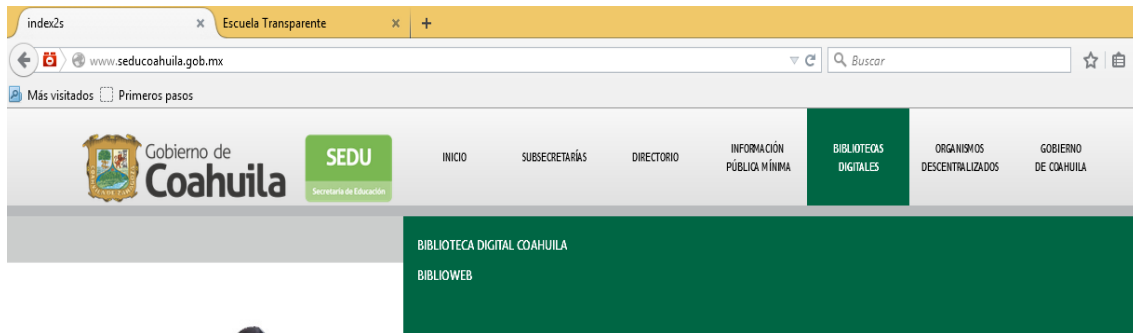 index2s
Escuela Transparente
www.seducoahuila.gob.mx
Buscar
Más visitados
Primeros pasos
Gobierno de
Coahuila
SEDU
Secretaría de Educación
INICIO
SUBSECRETARÍAS
DIRECTORIO
INFORMACIÓN
PÚBLICA MÍNIMA
BIBLIOTECAS
DIGITALES
ORGANISMOS
DESCENTRALIZADOS
GOBIERNO
DE COAHUILA
BIBLIOTECA DIGITAL COAHUILA
BIBLIOWEB